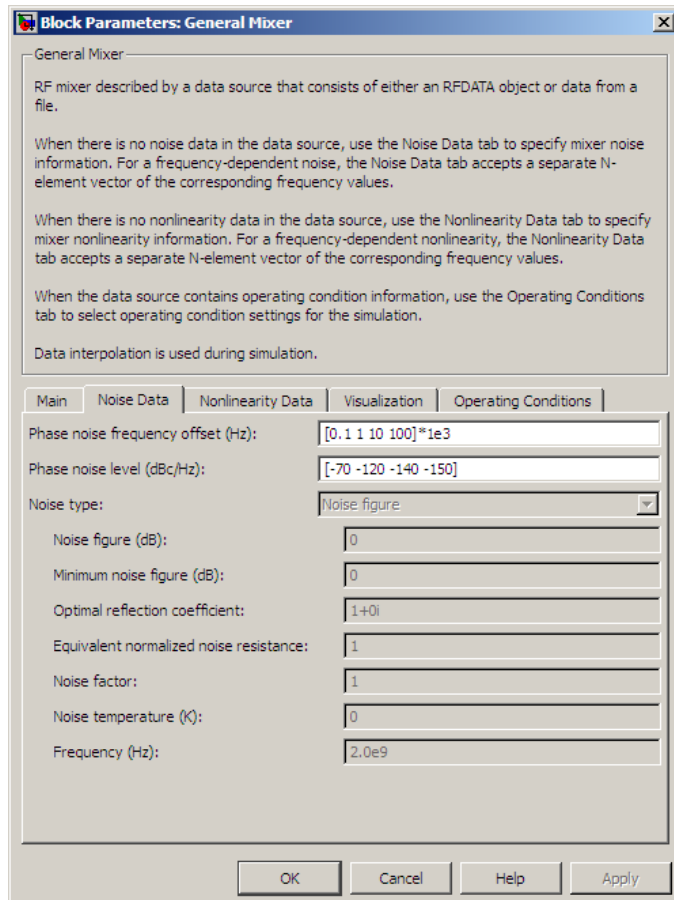 Block Parameters: General Mixer
General Mixer
RF mixer described by a data source that consists of either an RFDATA object or data from a
file.
When there is no noise data in the data source, use the Noise Data tab to specify mixer noise
information. For a frequency-dependent noise, the Noise Data tab accepts a separate N-
element vector of the corresponding frequency values.
When there is no nonlinearity data in the data source, use the Nonlinearity Data tab to specify
mixer nonlinearity information. For a frequency-dependent nonlinearity, the Nonlinearity Data
tab accepts a separate N-element vector of the corresponding frequency values.
When the data source contains operating condition information, use the Operating Conditions
tab to select operating condition settings for the simulation.
Data interpolation is used during simulation.
Main Noise Data Nonlinearity Data Visualization Operating Conditions
Phase noise frequency offset (Hz): [0.1 1 10 100]*1e3
Phase noise level (dBc/Hz): [-70 -120 -140 -150]
Noise type: Noise figure
Noise figure (dB): 0
Minimum noise figure (dB): 0
Optimal reflection coefficient: 1+0i
Equivalent normalized noise resistance: 1
Noise factor: 1
Noise temperature (K): 0
Frequency (Hz): 2.0e9
OK Cancel Help Apply